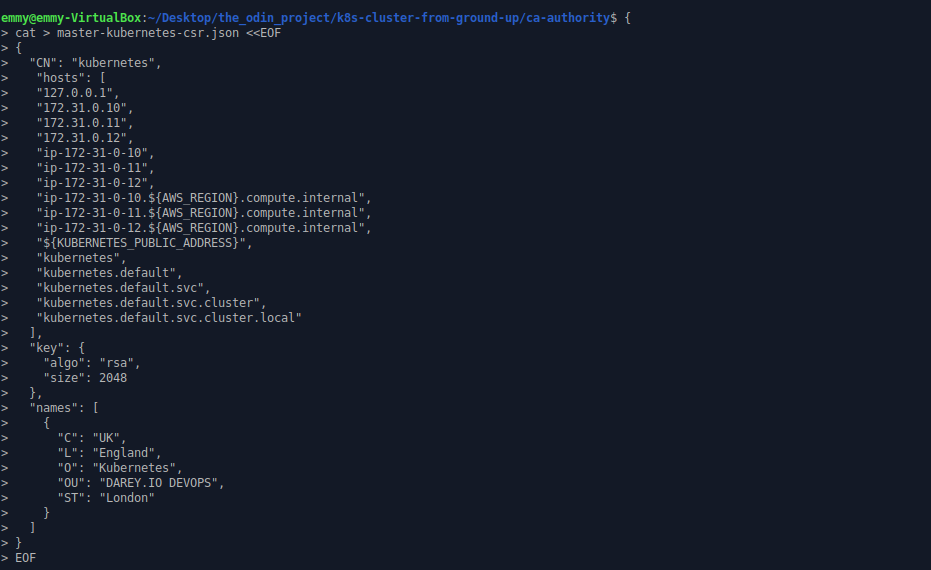 emmy@emmy-VirtualBox:~/Desktop/the_odin_project/k8s-cluster-from-ground-up/ca-authority$ {
> cat > master-kubernetes-csr.json <<EOF
> {
>   "CN": "kubernetes",
>    "hosts": [
>    "127.0.0.1",
>    "172.31.0.10",
>    "172.31.0.11",
>    "172.31.0.12",
>    "ip-172-31-0-10",
>    "ip-172-31-0-11",
>    "ip-172-31-0-12",
>    "ip-172-31-0-10.${AWS_REGION}.compute.internal",
>    "ip-172-31-0-11.${AWS_REGION}.compute.internal",
>    "ip-172-31-0-12.${AWS_REGION}.compute.internal",
>    "${KUBERNETES_PUBLIC_ADDRESS}",
>    "kubernetes",
>    "kubernetes.default",
>    "kubernetes.default.svc",
>    "kubernetes.default.svc.cluster",
>    "kubernetes.default.svc.cluster.local"
>   ],
>   "key": {
>     "algo": "rsa",
>     "size": 2048
>   },
>   "names": [
>     {
>       "C": "UK",
>       "L": "England",
>       "O": "Kubernetes",
>       "OU": "DAREY.IO DEVOPS",
>       "ST": "London"
>     }
>   ]
> }
> EOF